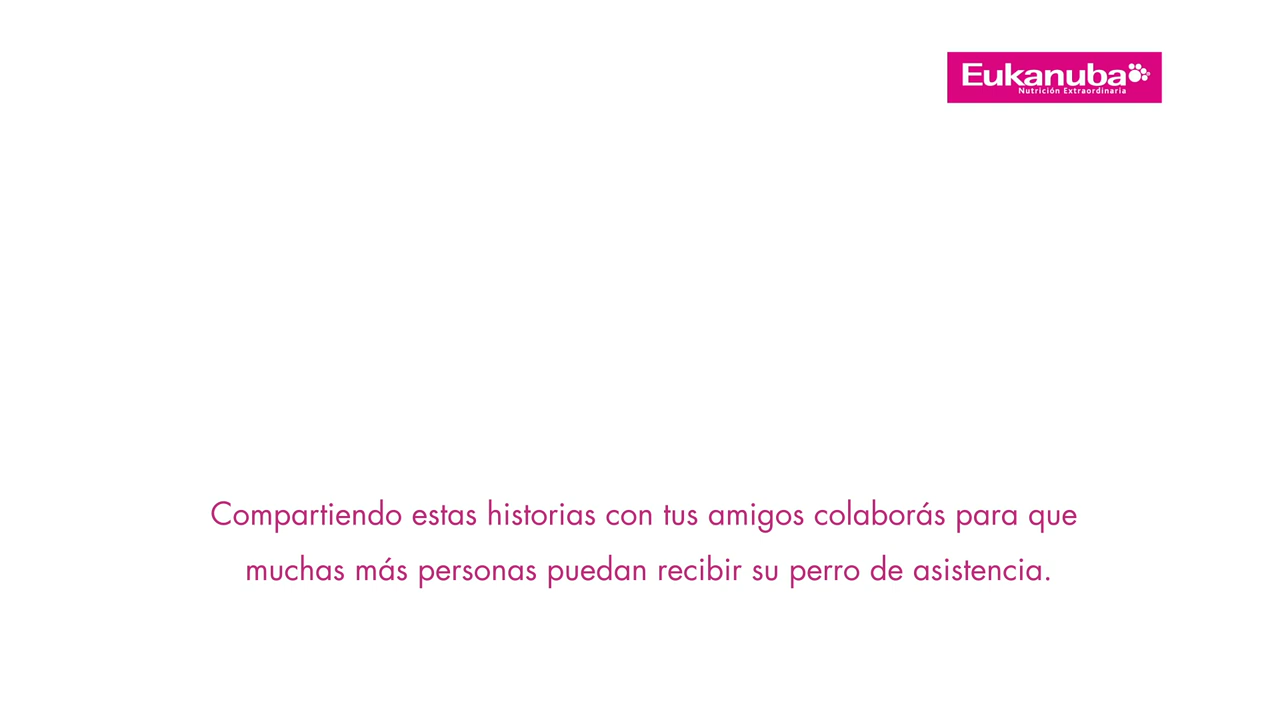 Eukanuba
Nutrición Extraordinaria
Compartiendo estas historias con tus amigos colaborás para que
muchas más personas puedan recibir su perro de asistencia.